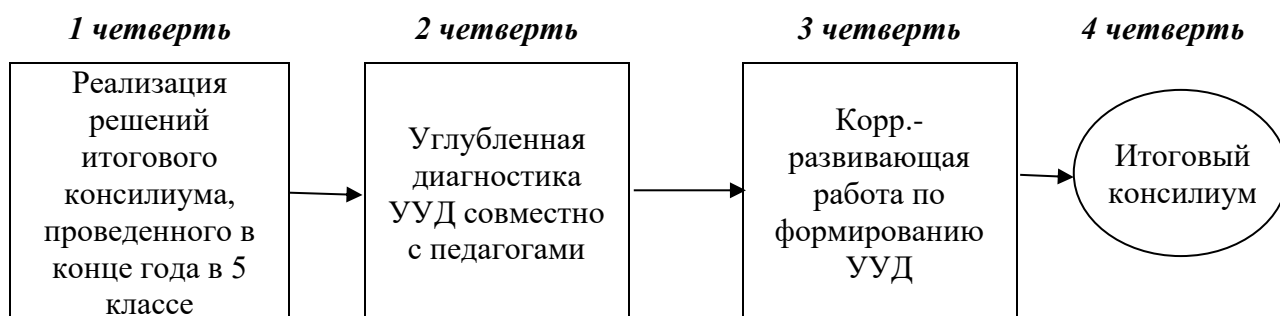 1 четверть
2 четверть
3 четверть
4 четверть
Реализация
решений
итогового
консилиума,
проведенного в
конце года в 5
классе
Углубленная
диагностика
УУД совместно
с педагогами
Корр.-
развивающая
работа по
формированию
УУД
Итоговый
консилиум